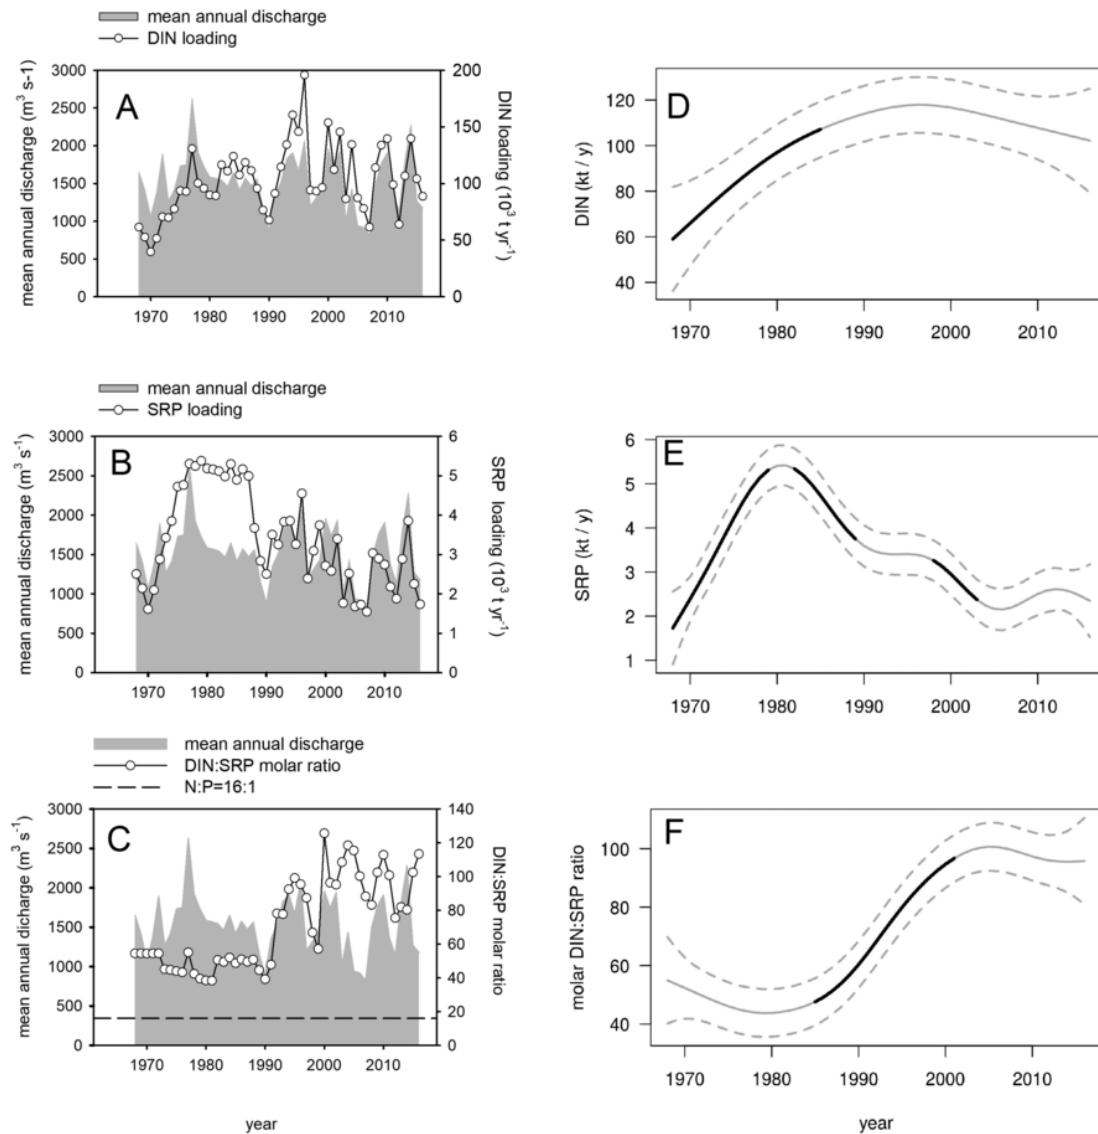 mean annual discharge
DIN loading
A
mean annual discharge (m³ s-1)
3000
2500
2000
1500
1000
500
0
200
150
100
50
0
DIN loading (10³ t yr⁻¹)
1970 1980 1990 2000 2010
D
DIN (kt / y)
120
100
80
60
40
1970 1980 1990 2000 2010
mean annual discharge
SRP loading
B
mean annual discharge (m³ s⁻¹)
3000
2500
2000
1500
1000
500
0
6
5
4
3
2
1
0
SRP loading (10³ t yr⁻¹)
1970 1980 1990 2000 2010
E
SRP (kt / y)
6
5
4
3
2
1
1970 1980 1990 2000 2010
mean annual discharge
DIN:SRP molar ratio
N:P=16:1
C
mean annual discharge (m³ s⁻¹)
3000
2500
2000
1500
1000
500
0
140
120
100
80
60
40
20
0
DIN:SRP molar ratio
1970 1980 1990 2000 2010
year
F
molar DIN:SRP ratio
100
80
60
40
1970 1980 1990 2000 2010
year